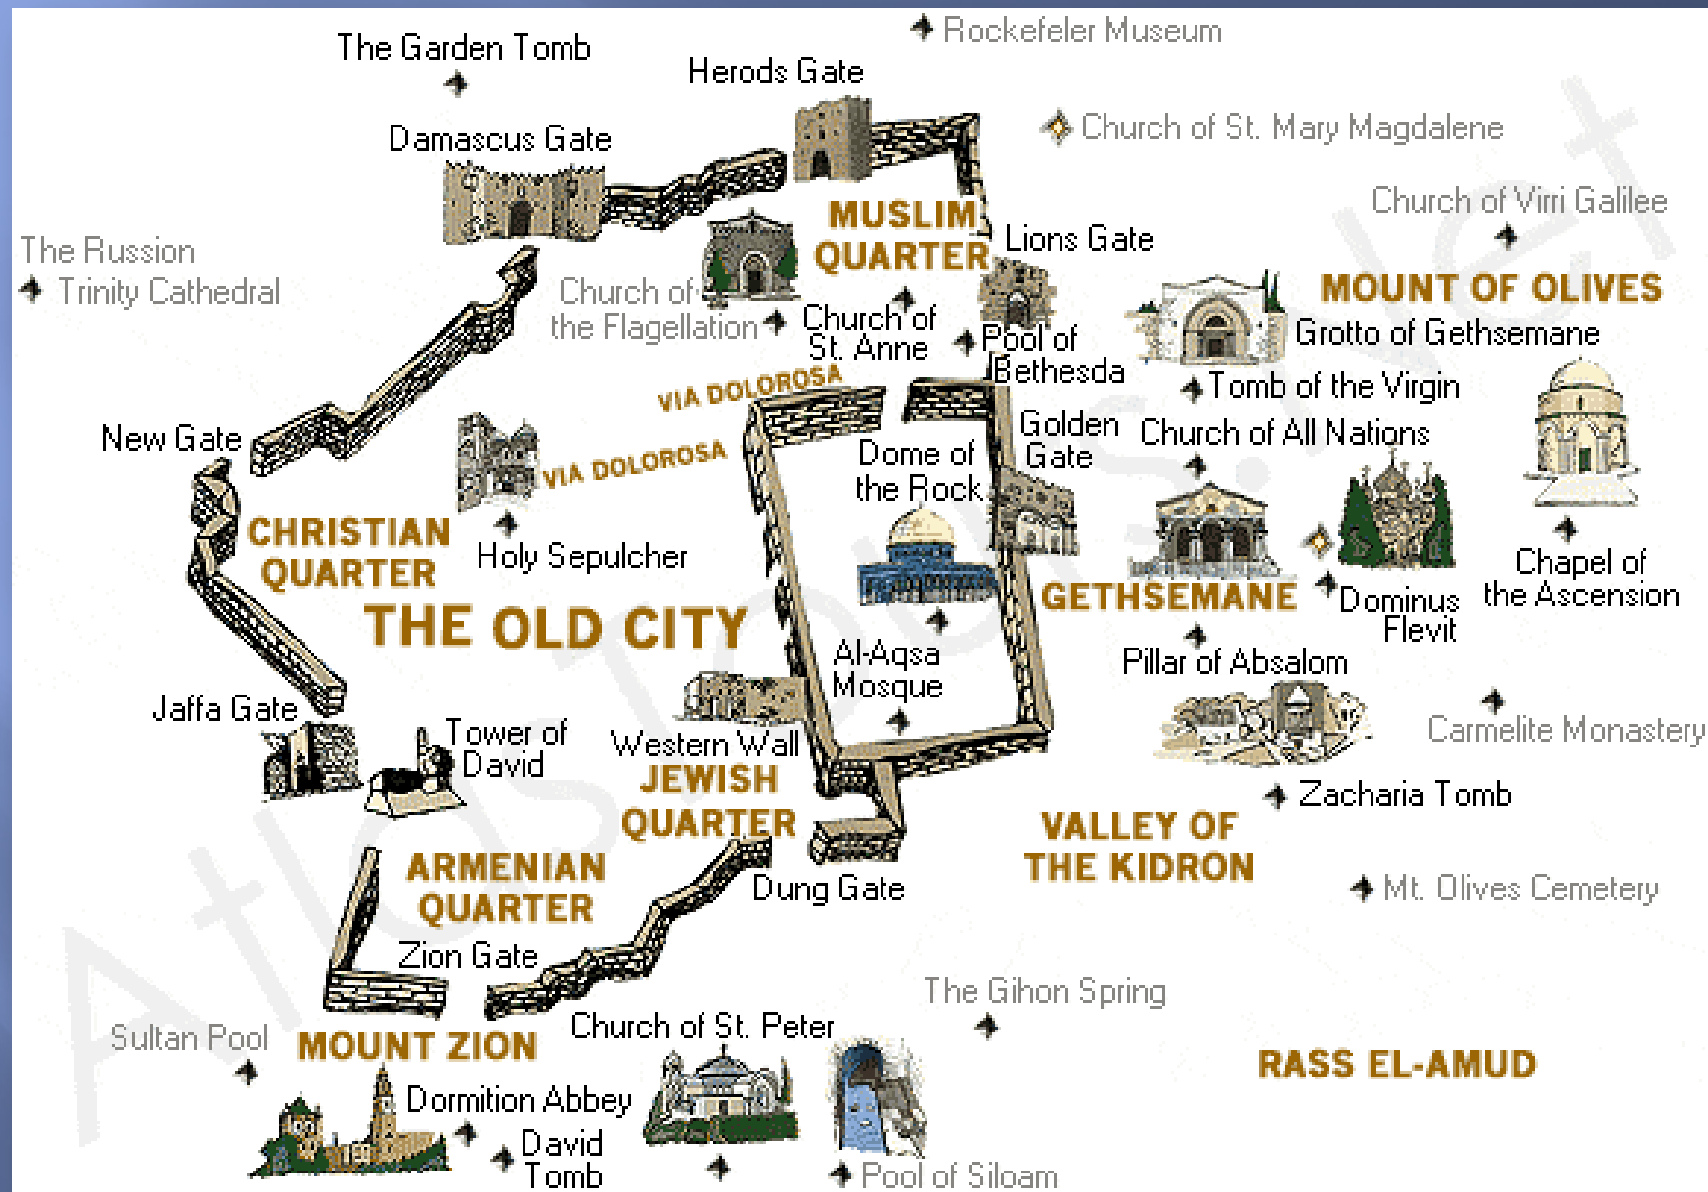 Rockefeler Museum
The Garden Tomb
Herods Gate
Damascus Gate
Church of St. Mary Magdalene
Church of Virri Galilee
MUSLIM
QUARTER
Lions Gate
The Russion
Trinity Cathedral
MOUNT OF OLIVES
Church of
the Flagellation
Church of
St. Anne
Pool of
Bethesda
Grotto of Gethsemane
Tomb of the Virgin
VIA DOLOROSA
New Gate
Golden
Gate
Church of All Nations
VIA DOLOROSA
Dome of
the Rock
CHRISTIAN
QUARTER
Holy Sepulcher
Chapel of
the Ascension
GETHSEMANE
Dominus
Flevit
THE OLD CITY
Al-Aqsa
Mosque
Pillar of Absalom
Jaffa Gate
Tower of
David
Western Wall
Carmelite Monastery
JEWISH
QUARTER
Zacharia Tomb
VALLEY OF
THE KIDRON
ARMENIAN
QUARTER
Dung Gate
Mt. Olives Cemetery
Zion Gate
The Gihon Spring
Sultan Pool
MOUNT ZION
Church of St. Peter
RASS EL-AMUD
Dormition Abbey
David
Tomb
Pool of Siloam
AtlasTours.Net